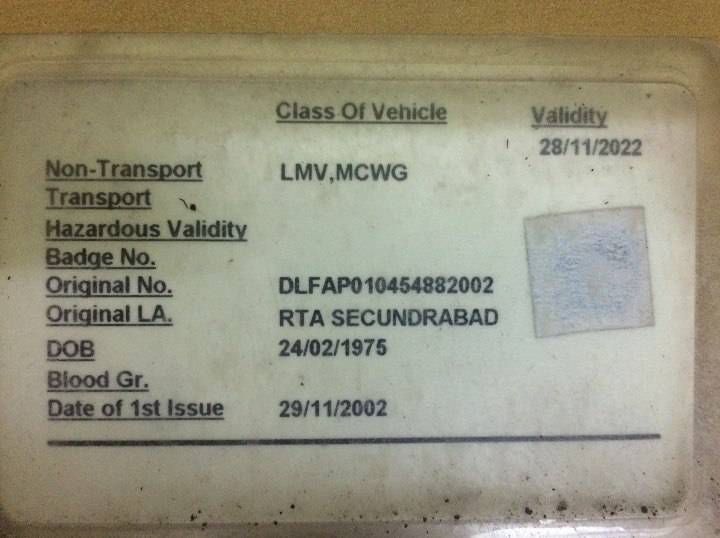 Class Of Vehicle Validity
28/11/2022
Non-Transport LMV,MCWG
Transport
Hazardous Validity
Badge No.
Original No. DLFAP010454882002
Original LA. RTA SECUNDRABAD
DOB 24/02/1975
Blood Gr.
Date of 1st Issue 29/11/2002